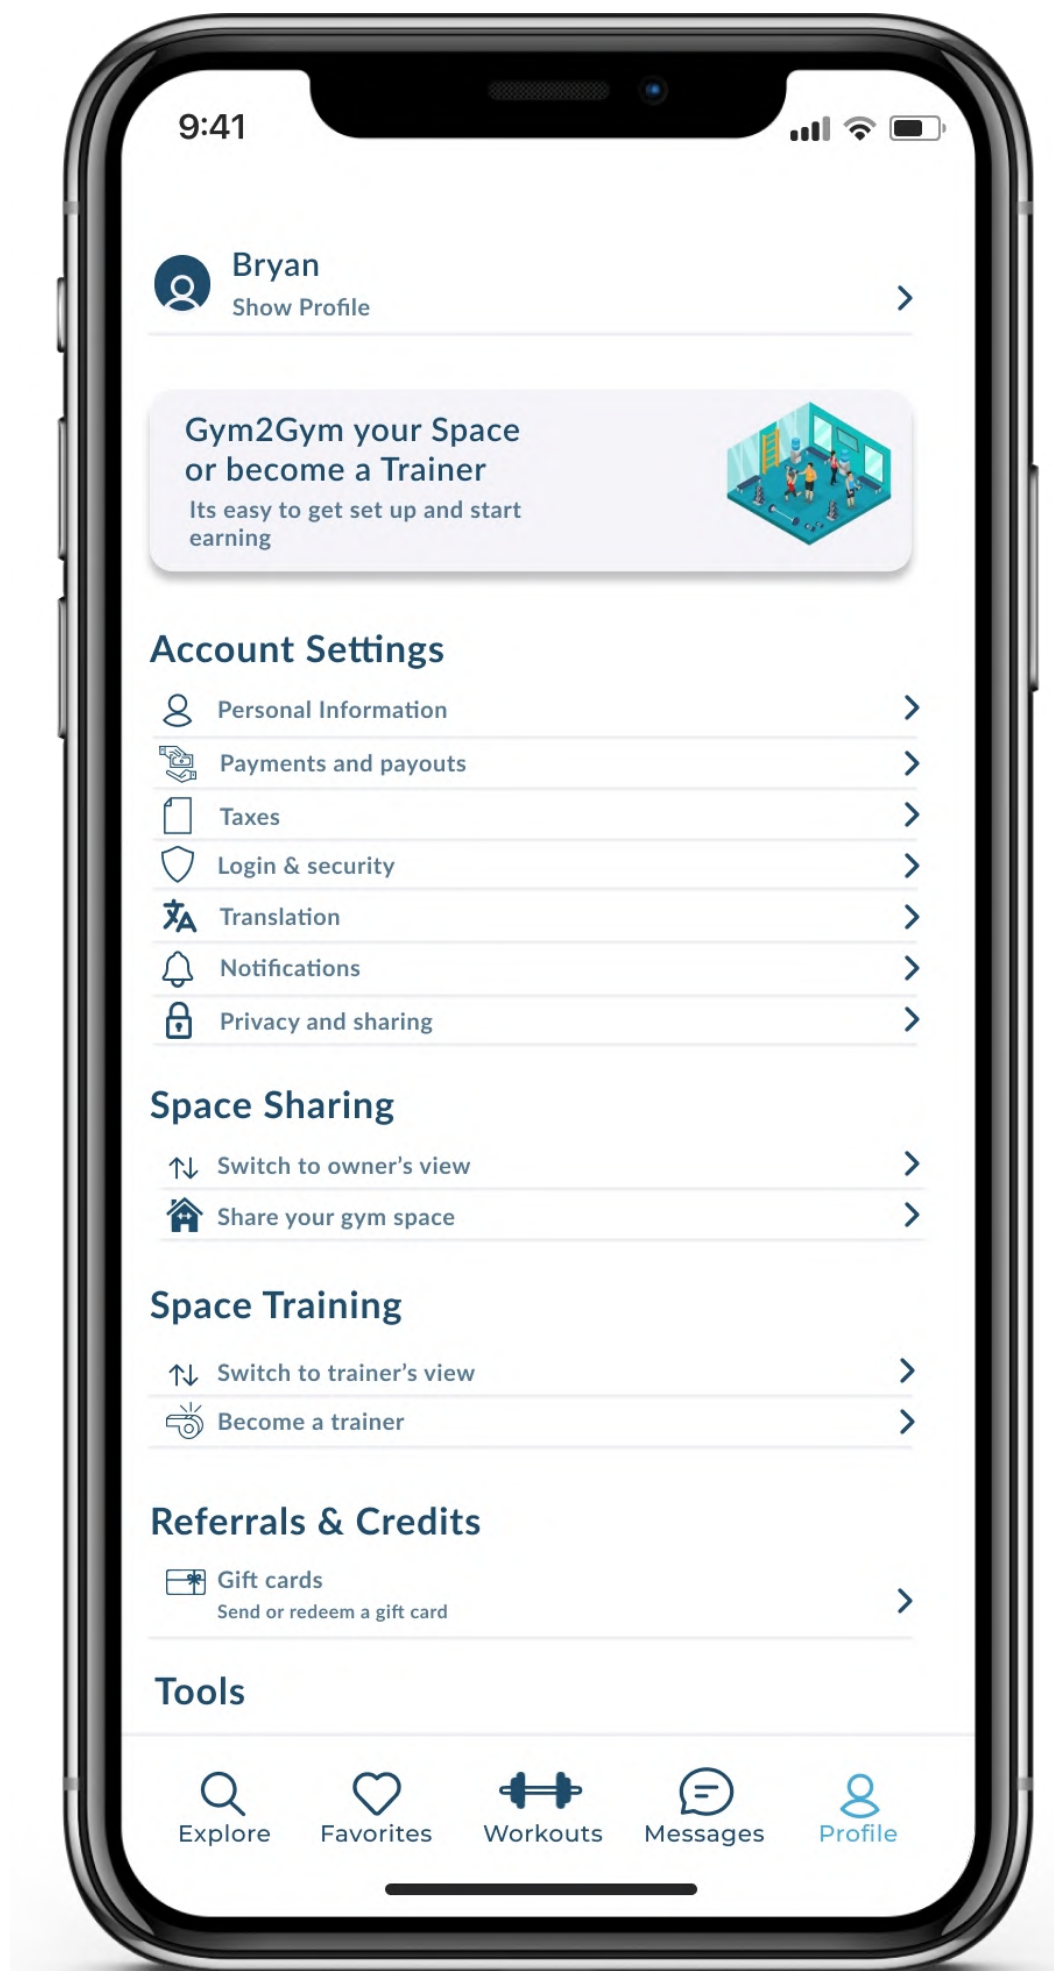 9:41
Bryan
Show Profile
Gym2Gym your Space
or become a Trainer
Its easy to get set up and start
earning
Account Settings
Personal Information
Payments and payouts
Taxes
Login & security
Translation
Notifications
Privacy and sharing
Space Sharing
Switch to owner's view
Share your gym space
Space Training
Switch to trainer's view
Become a trainer
Referrals & Credits
Gift cards
Send or redeem a gift card
Tools
Explore Favorites Workouts Messages Profile